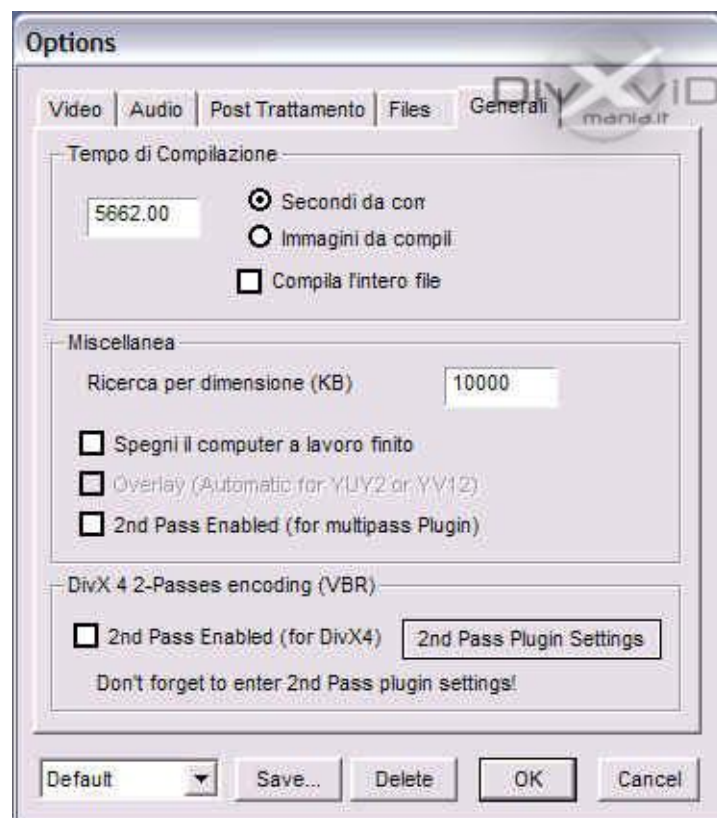 Options
DivXviD
mania.it
Video Audio Post Trattamento Files Generali
Tempo di Compilazione
5662.00
Secondi da com
Immagini da compil
Compila l'intero file
Miscellanea
Ricerca per dimensione (KB) 10000
Spegni il computer a lavoro finito
Overlay (Automatic for YUY2 or YV12)
2nd Pass Enabled (for multipass Plugin)
DivX 4 2-Passes encoding (VBR)
2nd Pass Enabled (for DivX4) 2nd Pass Plugin Settings
Don't forget to enter 2nd Pass plugin settings!
Default Save... Delete OK Cancel